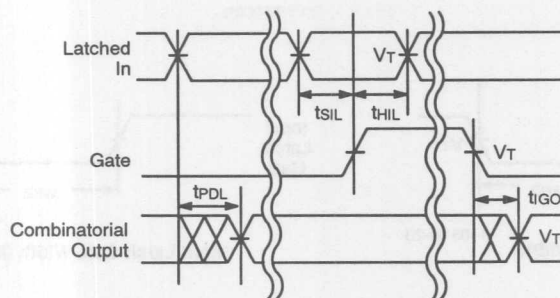 Latched
In
VT
tSIL
tHIL
Gate
VT
tPDL
tIGO
Combinatorial
Output
VT